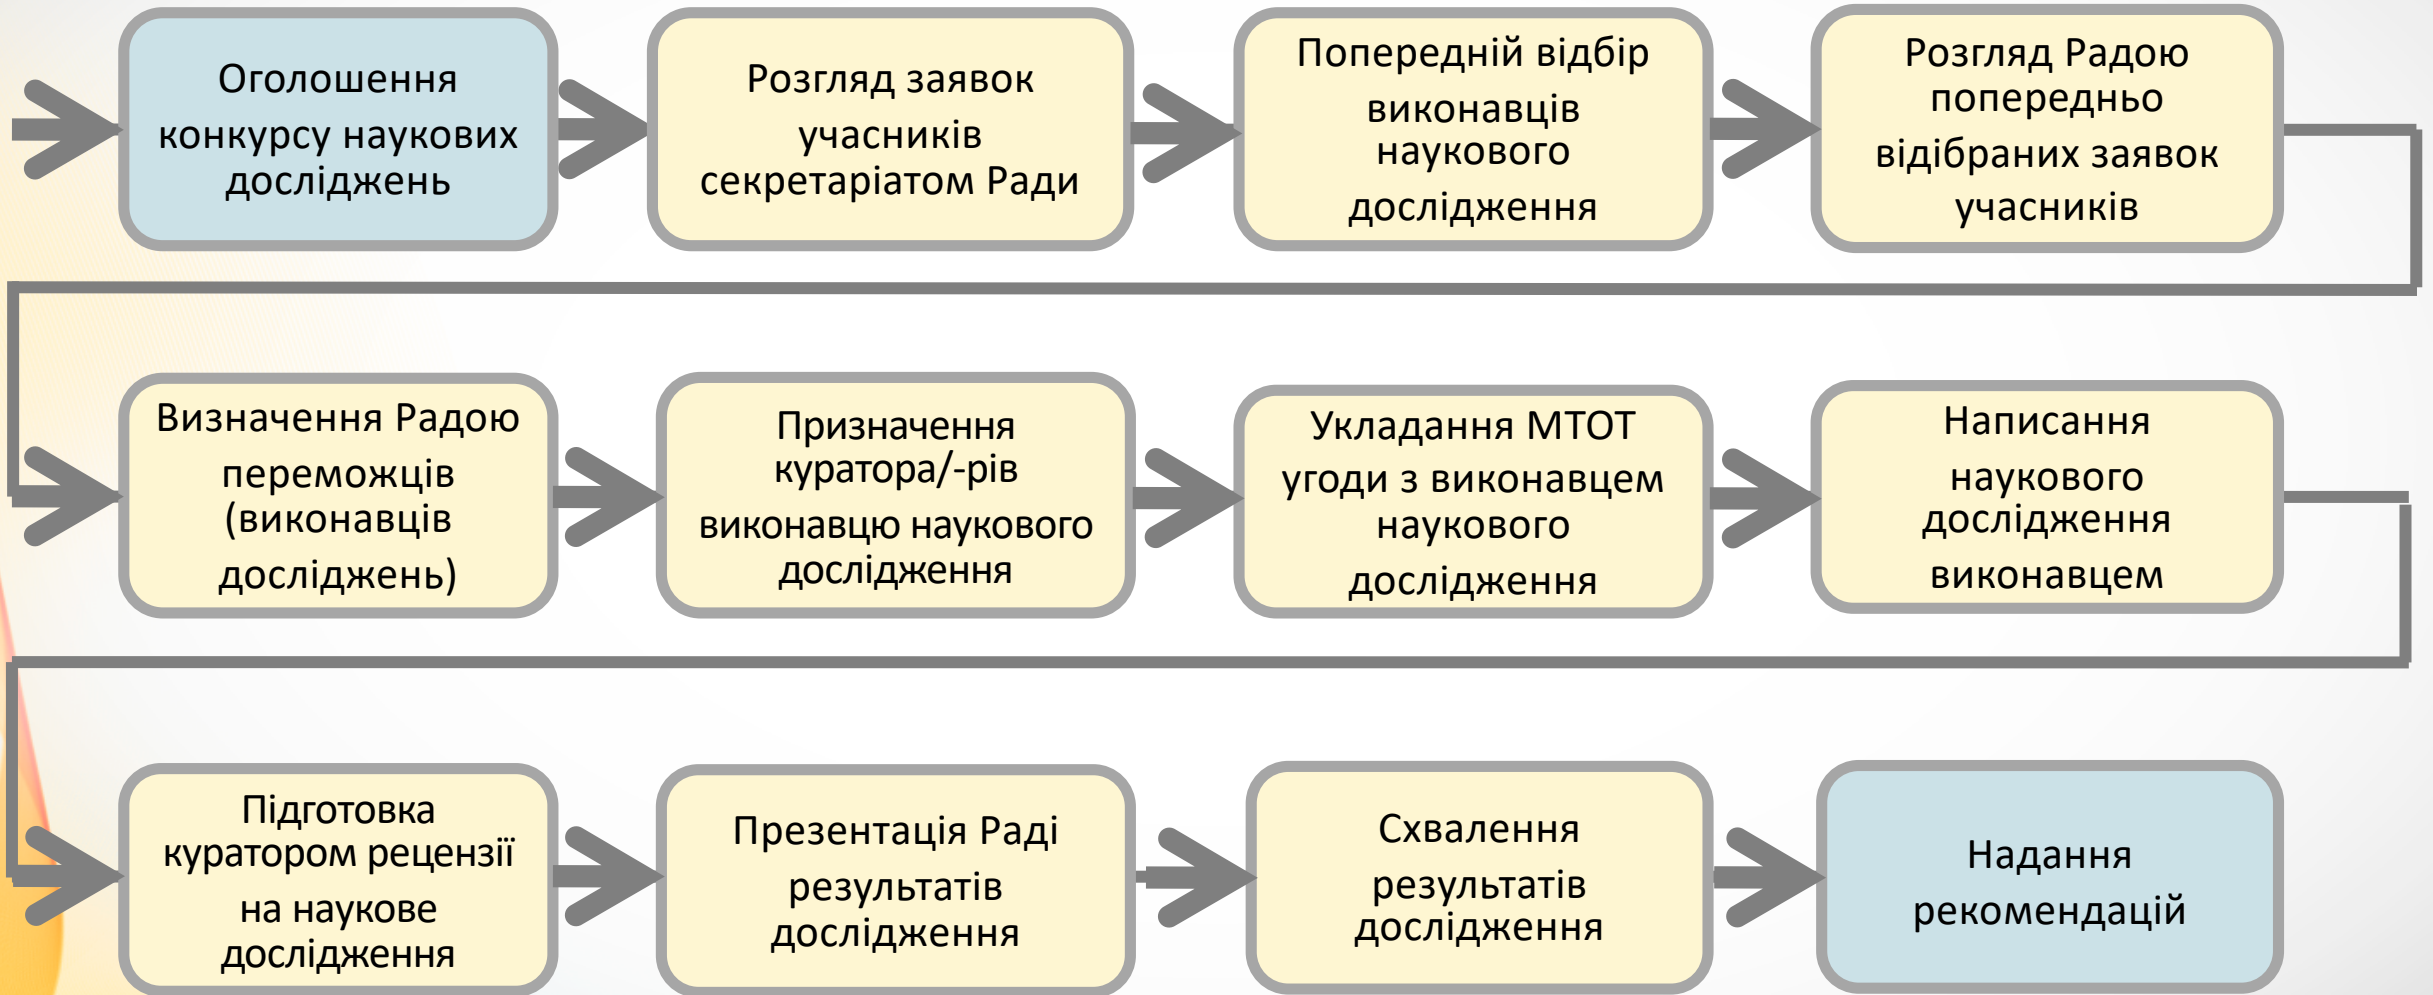 Оголошення
конкурсу наукових
досліджень
Розгляд заявок
учасників
секретаріатом Ради
Попередній відбір
виконавців
наукового
дослідження
Розгляд Радою
попередньо
відібраних заявок
учасників
Визначення Радою
переможців
(виконавців
досліджень)
Призначення
куратора/-рів
виконавцю наукового
дослідження
Укладання МТОТ
угоди з виконавцем
наукового
дослідження
Написання
наукового
дослідження
виконавцем
Підготовка
куратором рецензії
на наукове
дослідження
Презентація Раді
результатів
дослідження
Схвалення
результатів
дослідження
Надання
рекомендацій